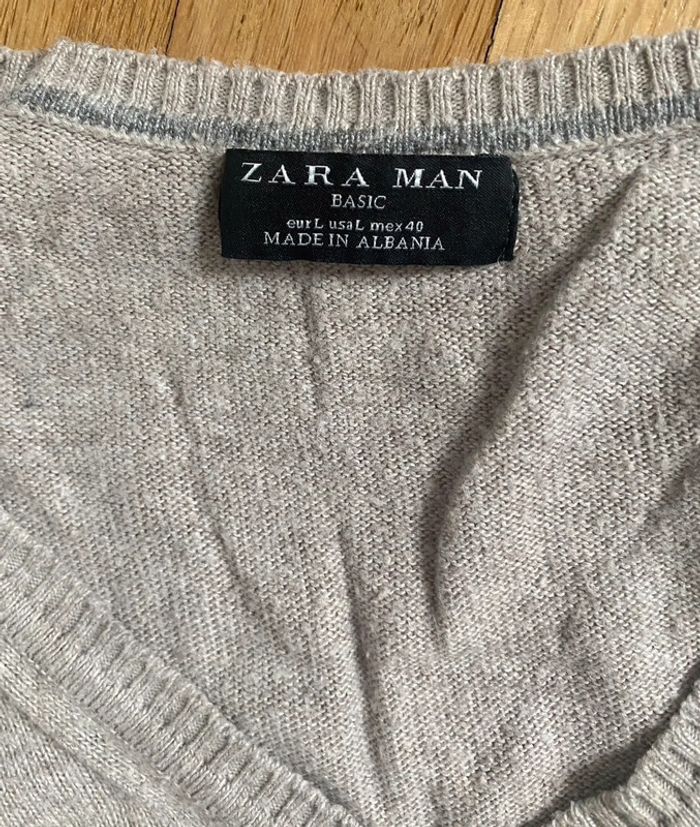 ZARA MAN
BASIC
eur L usa L mex 40
MADE IN ALBANIA